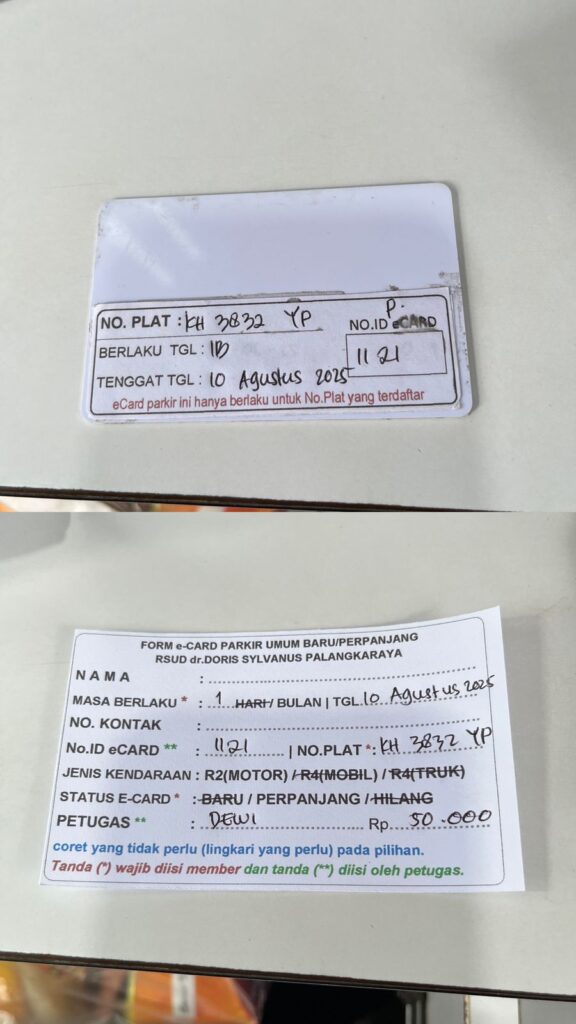 NO. PLAT : KH 3832 YP
P.
NO.ID eCARD
BERLAKU TGL :
11 21
TENGGAT TGL : 10 Agustus 2025
eCard parkir ini hanya berlaku untuk No.Plat yang terdaftar
FORM e-CARD PARKIR UMUM BARU/PERPANJANG
RSUD dr.DORIS SYLVANUS PALANGKARAYA
N A M A :
MASA BERLAKU * : 1 HARI / BULAN | TGL.10 Agustus 2025
NO. KONTAK :
No.ID eCARD ** : 1121 | NO.PLAT *: KH 3832 YP
JENIS KENDARAAN : R2(MOTOR) / R4(MOBIL) / R4(TRUK)
STATUS E-CARD * : BARU / PERPANJANG / HILANG
PETUGAS ** : DEWI Rp. 50.000
coret yang tidak perlu (lingkari yang perlu) pada pilihan.
Tanda (*) wajib diisi member dan tanda (**) diisi oleh petugas.